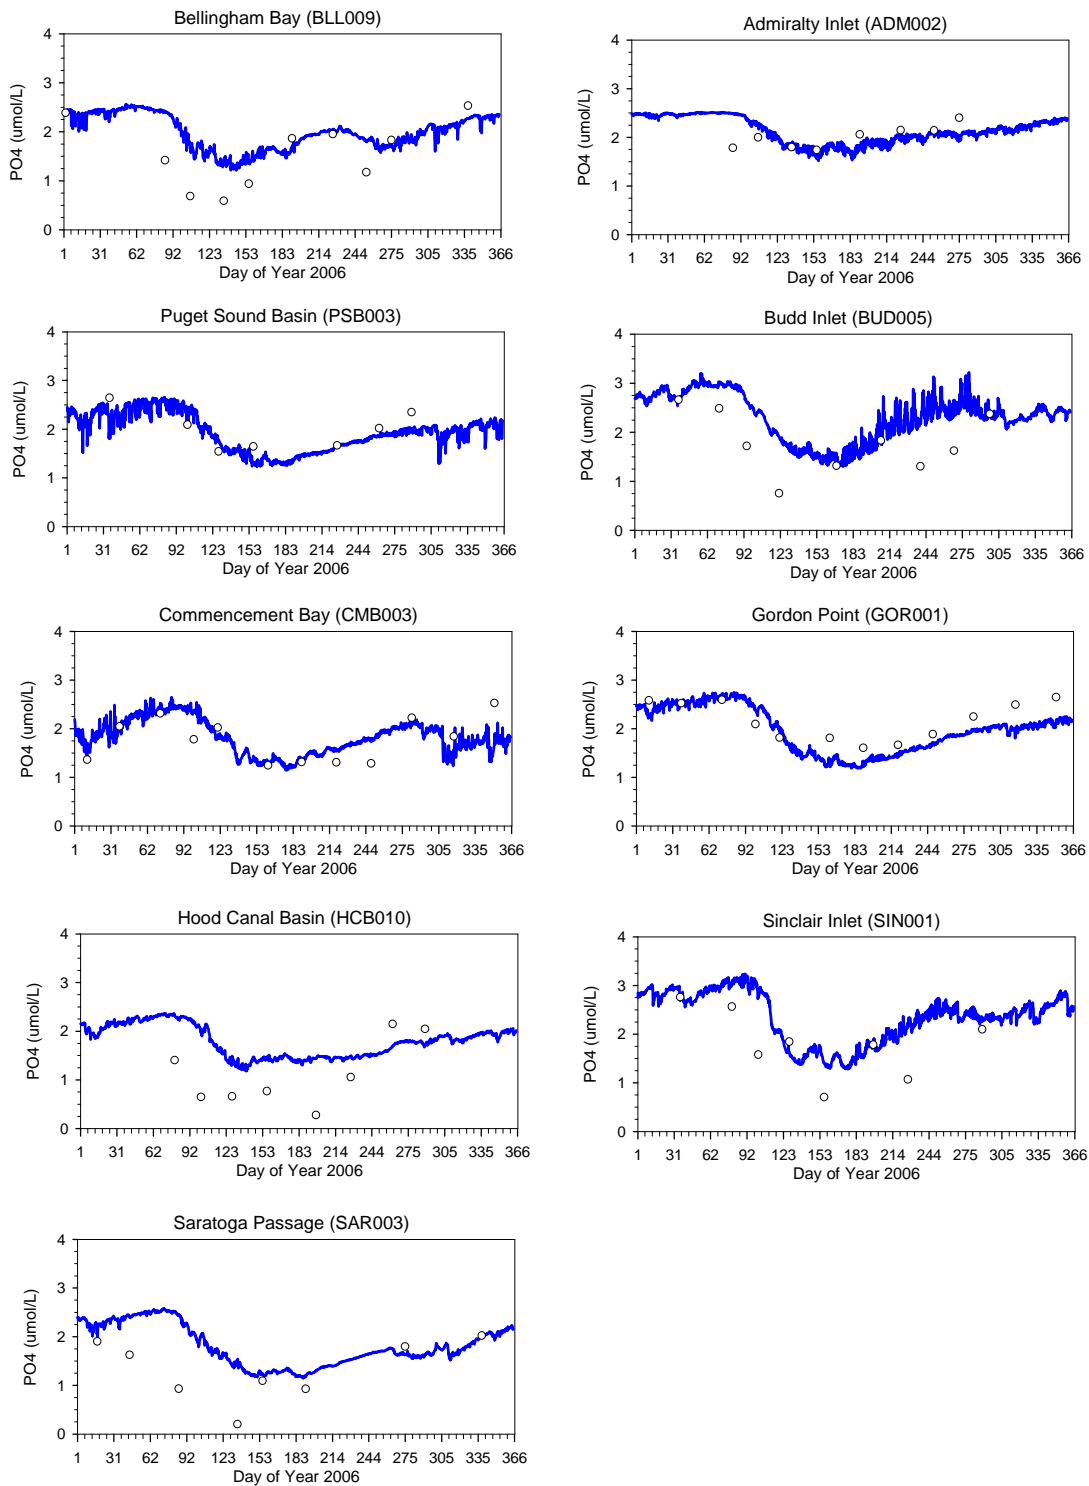 Bellingham Bay (BLL009)
4
3
2
1
0
PO4 (umol/L)
1 31 62 92 123 153 183 214 244 275 305 335 366
Day of Year 2006
Admiralty Inlet (ADM002)
4
3
2
1
0
PO4 (umol/L)
1 31 62 92 123 153 183 214 244 275 305 335 366
Day of Year 2006
Puget Sound Basin (PSB003)
4
3
2
1
0
PO4 (umol/L)
1 31 62 92 123 153 183 214 244 275 305 335 366
Day of Year 2006
Budd Inlet (BUD005)
4
3
2
1
0
PO4 (umol/L)
1 31 62 92 123 153 183 214 244 275 305 335 366
Day of Year 2006
Commencement Bay (CMB003)
4
3
2
1
0
PO4 (umol/L)
1 31 62 92 123 153 183 214 244 275 305 335 366
Day of Year 2006
Gordon Point (GOR001)
4
3
2
1
0
PO4 (umol/L)
1 31 62 92 123 153 183 214 244 275 305 335 366
Day of Year 2006
Hood Canal Basin (HCB010)
4
3
2
1
0
PO4 (umol/L)
1 31 62 92 123 153 183 214 244 275 305 335 366
Day of Year 2006
Sinclair Inlet (SIN001)
4
3
2
1
0
PO4 (umol/L)
1 31 62 92 123 153 183 214 244 275 305 335 366
Day of Year 2006
Saratoga Passage (SAR003)
4
3
2
1
0
PO4 (umol/L)
1 31 62 92 123 153 183 214 244 275 305 335 366
Day of Year 2006